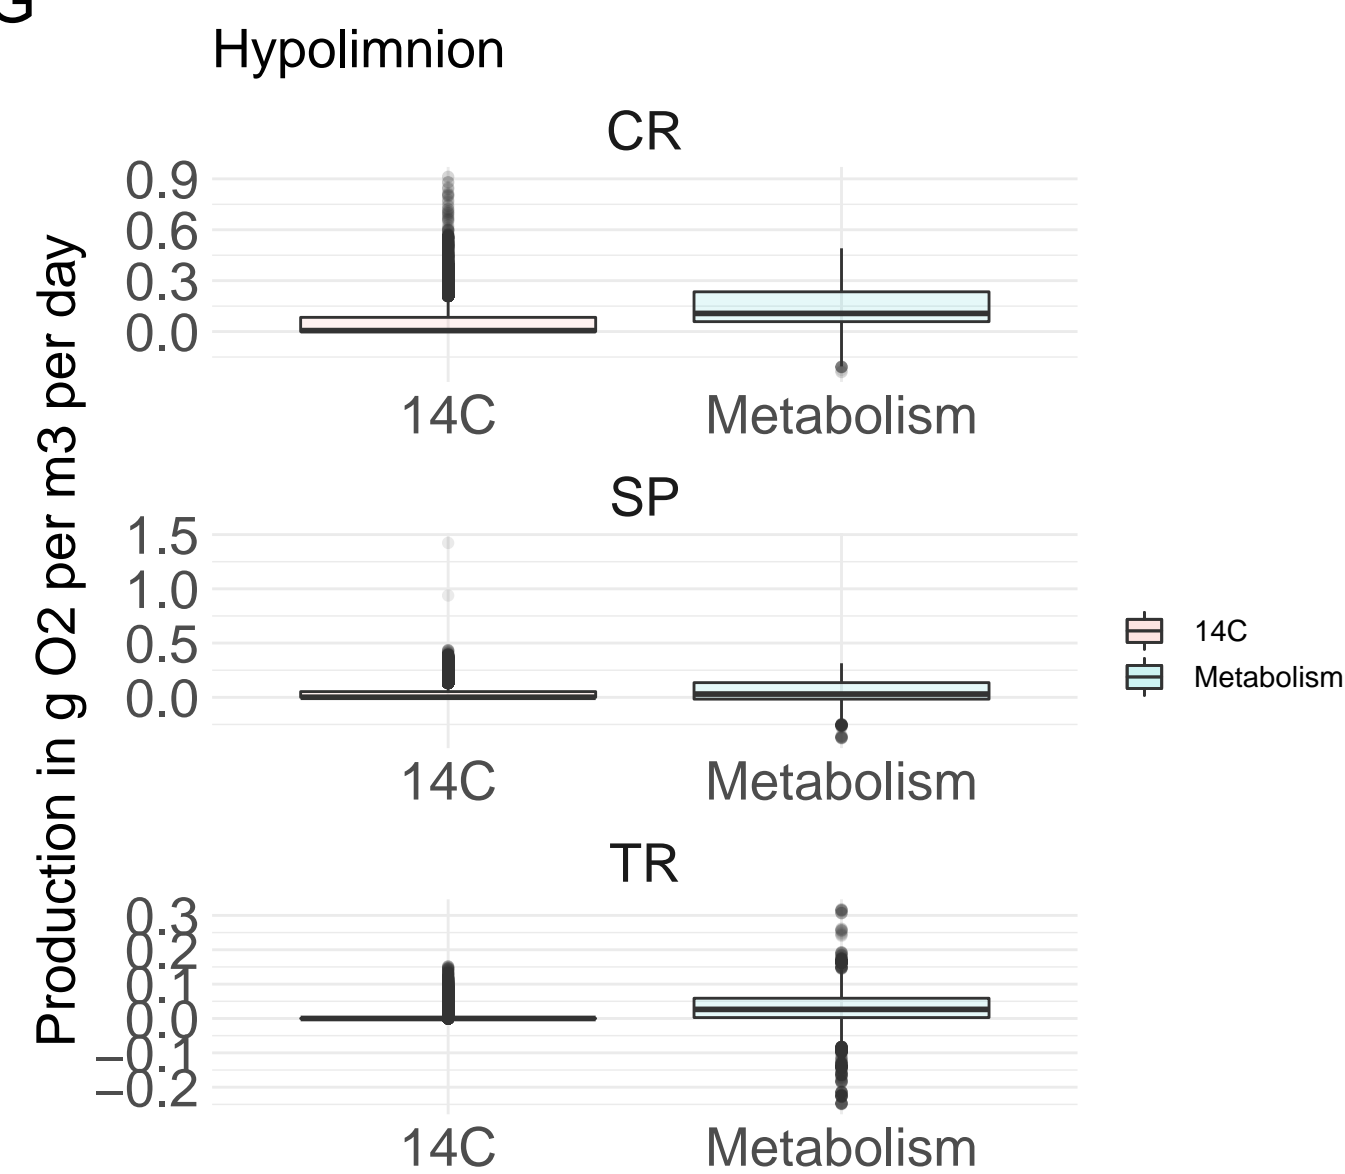 G
Hypolimnion
Production in g O2 per m3 per day
CR
0.9
0.6
0.3
0.0
14C Metabolism
SP
1.5
1.0
0.5
0.0
14C Metabolism
14C
Metabolism
TR
0.3
0.2
0.1
0.0
−0.1
−0.2
14C Metabolism